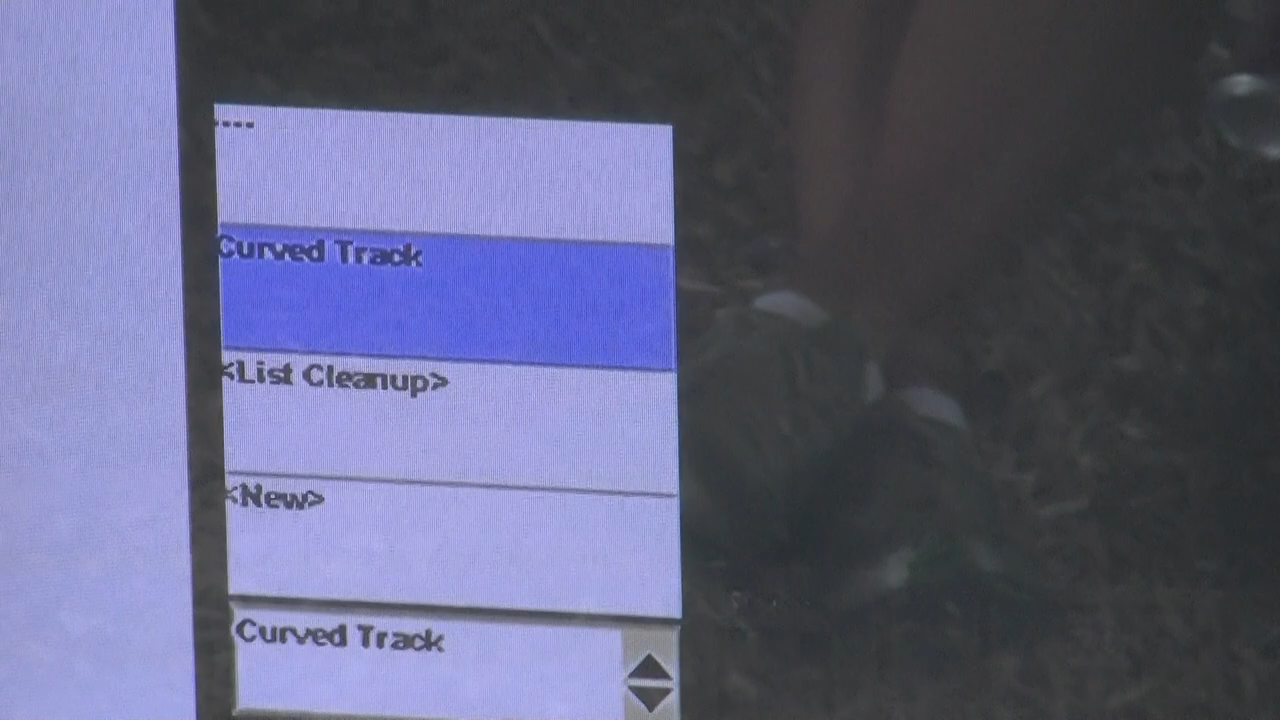 ----
Curved Track
<List Cleanup>
<New>
Curved Track